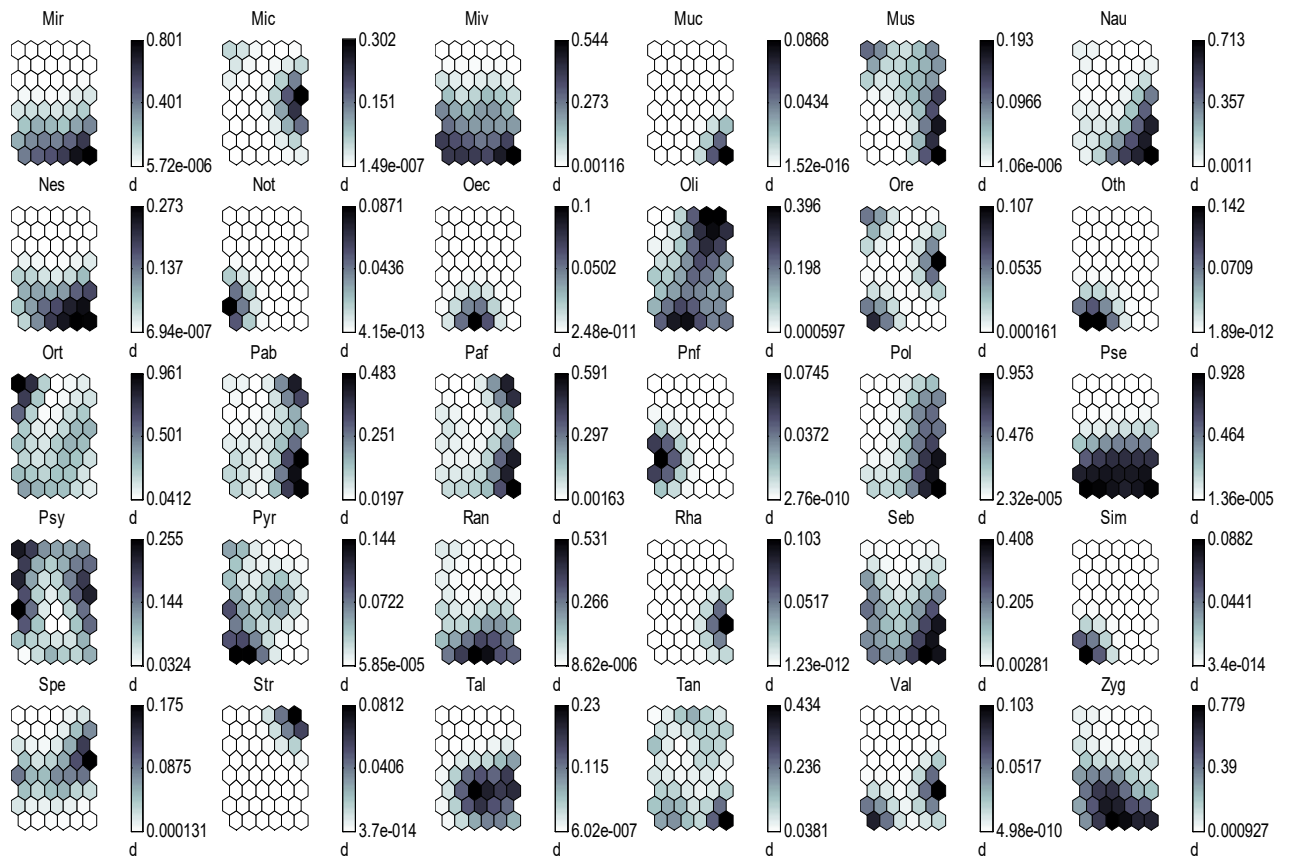 Mir Mic Miv Muc Mus Nau
0.801 0.302 0.544 0.0868 0.193 0.713
0.401 0.151 0.273 0.0434 0.0966 0.357
5.72e-006 1.49e-007 0.00116 1.52e-016 1.06e-006 0.0011
d d d d d d
Nes Not Oec Oli Ore Oth
0.273 0.0871 0.1 0.396 0.107 0.142
0.137 0.0436 0.0502 0.198 0.0535 0.0709
6.94e-007 4.15e-013 2.48e-011 0.000597 0.000161 1.89e-012
d d d d d d
Ort Pab Paf Pnf Pol Pse
0.961 0.483 0.591 0.0745 0.953 0.928
0.501 0.251 0.297 0.0372 0.476 0.464
0.0412 0.0197 0.00163 2.76e-010 2.32e-005 1.36e-005
d d d d d d
Psy Pyr Ran Rha Seb Sim
0.255 0.144 0.531 0.103 0.408 0.0882
0.144 0.0722 0.266 0.0517 0.205 0.0441
0.0324 5.85e-005 8.62e-006 1.23e-012 0.00281 3.4e-014
d d d d d d
Spe Str Tal Tan Val Zyg
0.175 0.0812 0.23 0.434 0.103 0.779
0.0875 0.0406 0.115 0.236 0.0517 0.39
0.000131 3.7e-014 6.02e-007 0.0381 4.98e-010 0.000927
d d d d d d